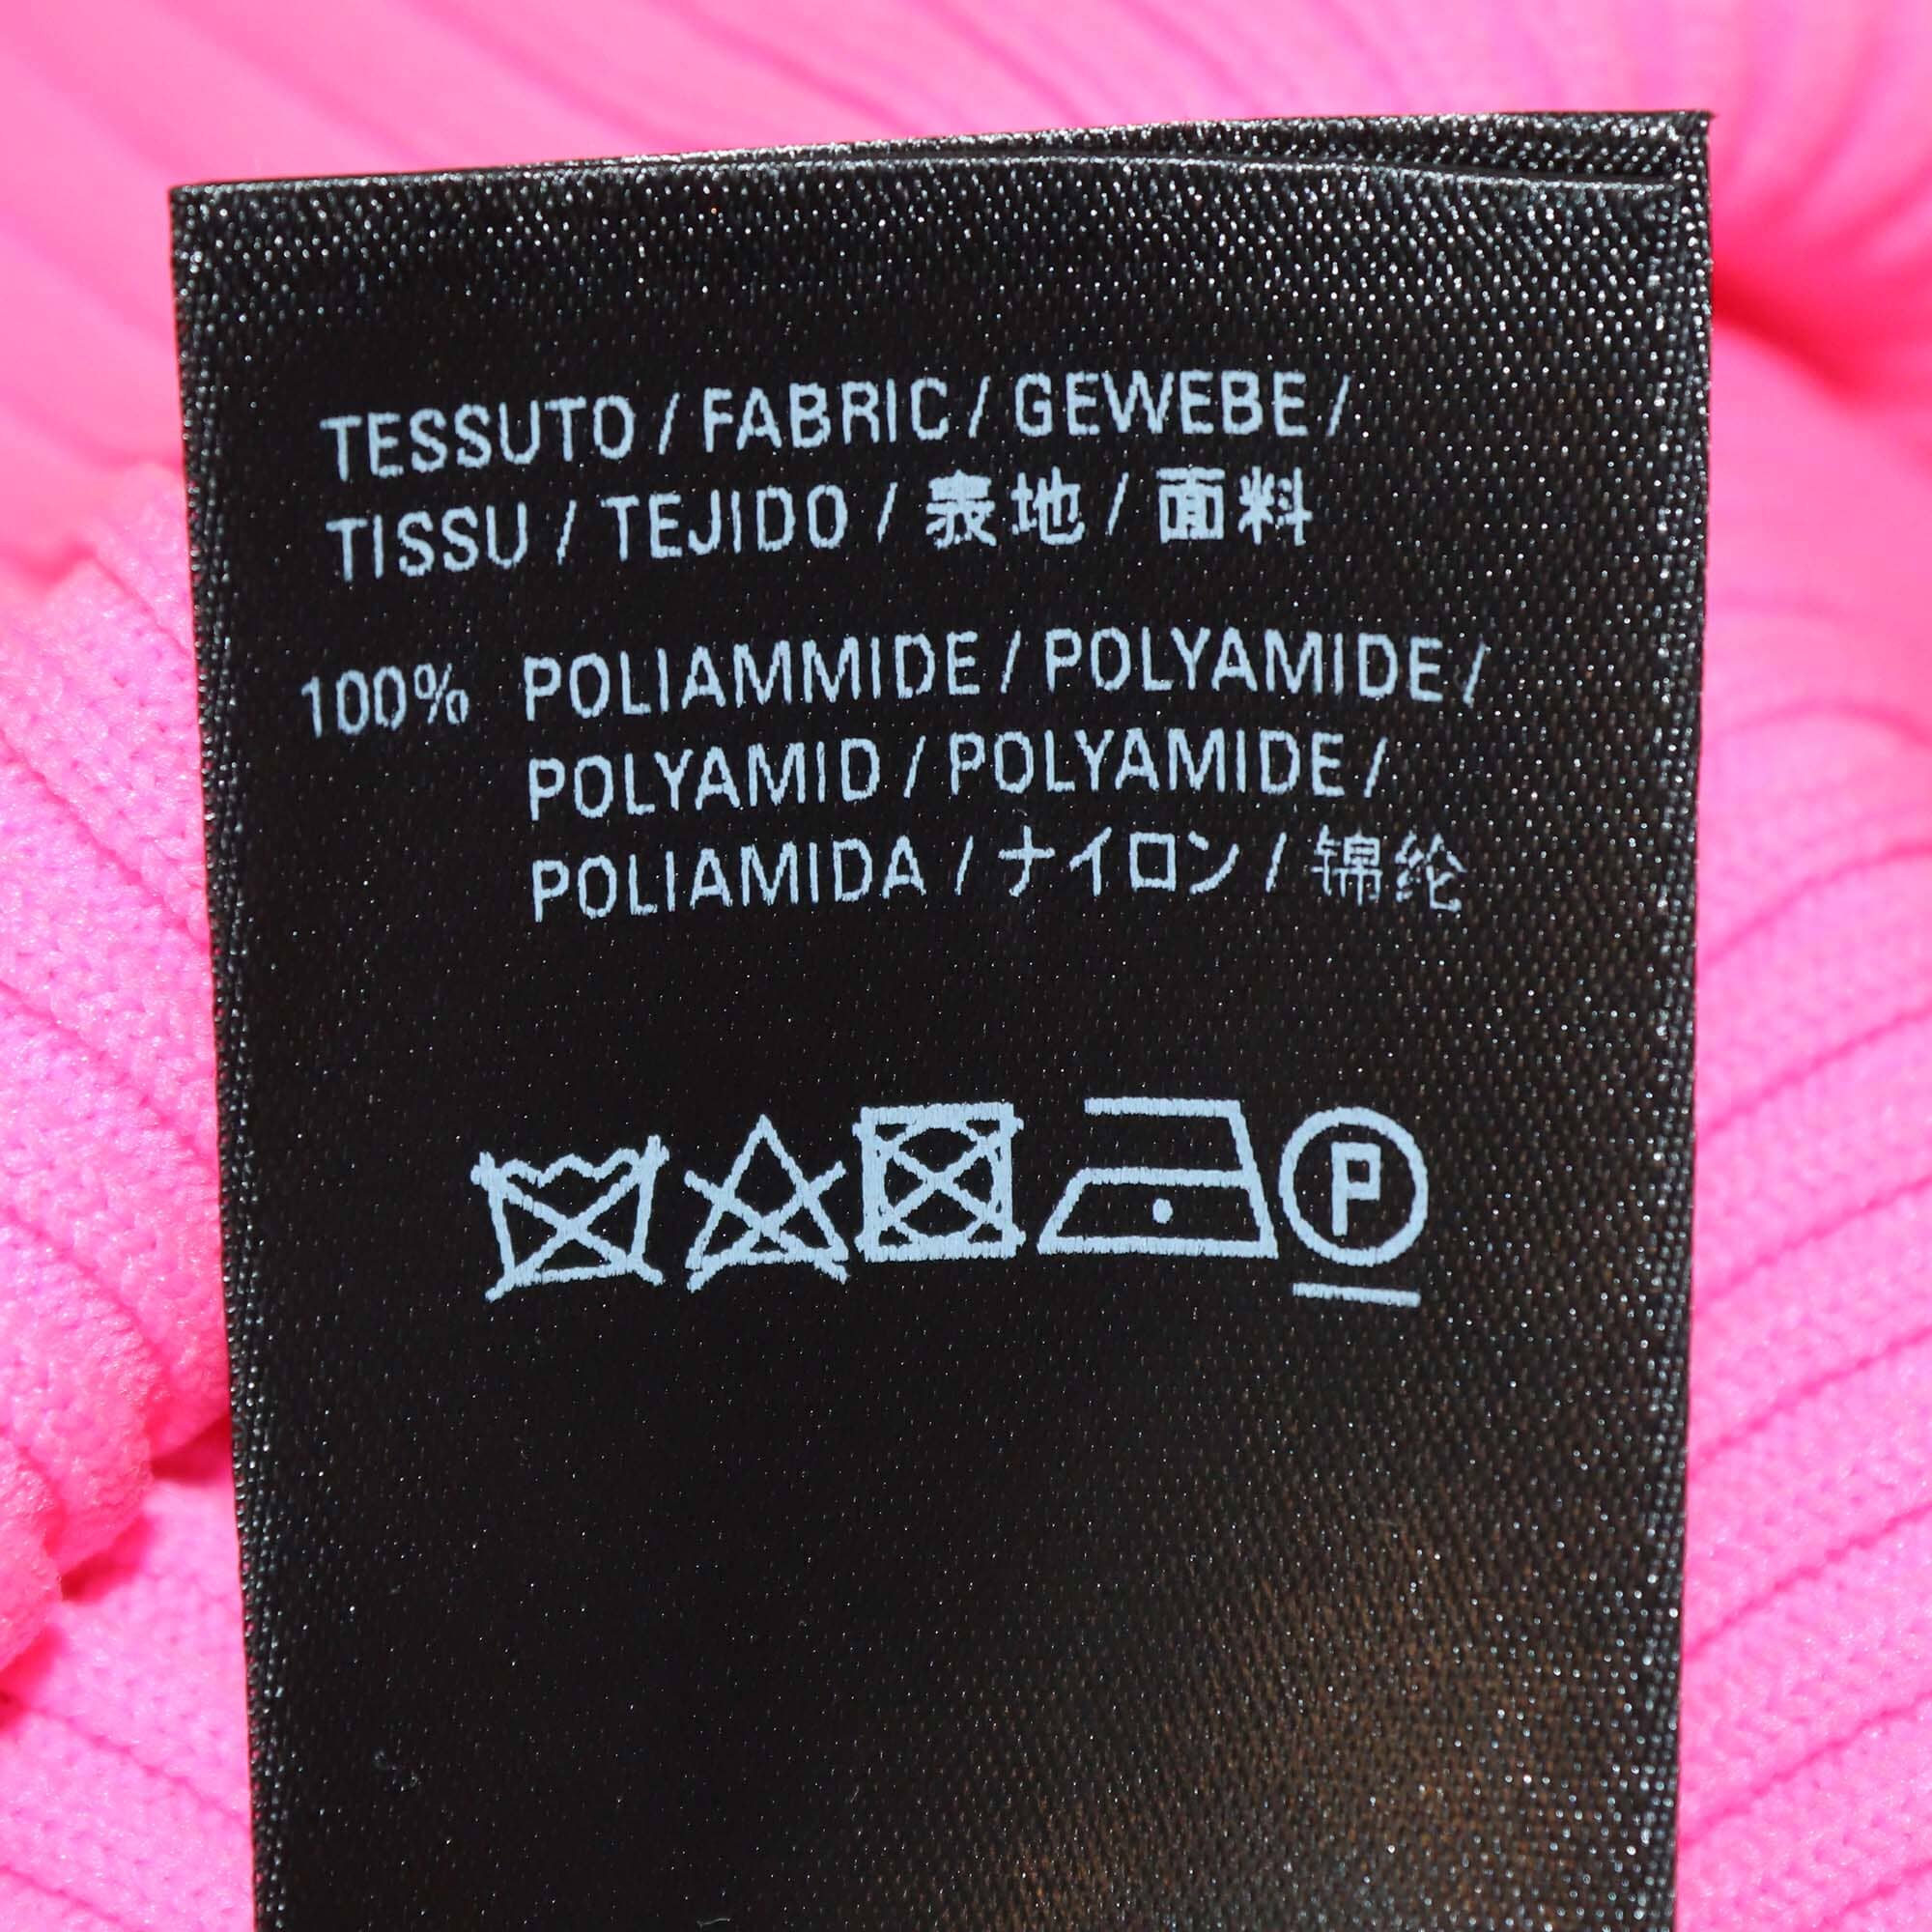 TESSUTO / FABRIC / GEWEBE /
TISSU / TEJIDO / 表地 / 面料
100% POLIAMMIDE / POLYAMIDE /
POLYAMID / POLYAMIDE /
POLIAMIDA / ナイロン / 锦纶
P